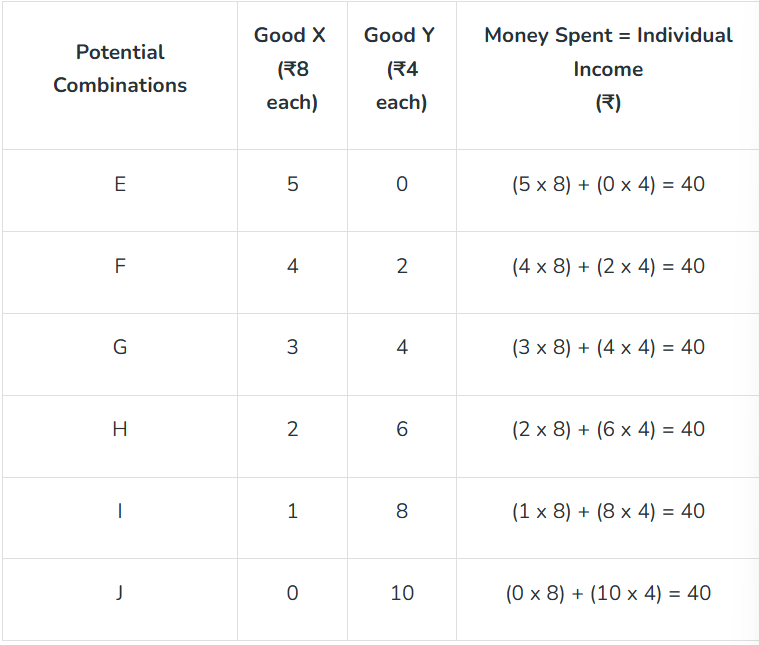 Potential
Combinations
Good X
(₹8
each)
Good Y
(₹4
each)
Money Spent = Individual
Income
(₹)
E 5 0 (5 x 8) + (0 x 4) = 40
F 4 2 (4 x 8) + (2 x 4) = 40
G 3 4 (3 x 8) + (4 x 4) = 40
H 2 6 (2 x 8) + (6 x 4) = 40
I 1 8 (1 x 8) + (8 x 4) = 40
J 0 10 (0 x 8) + (10 x 4) = 40